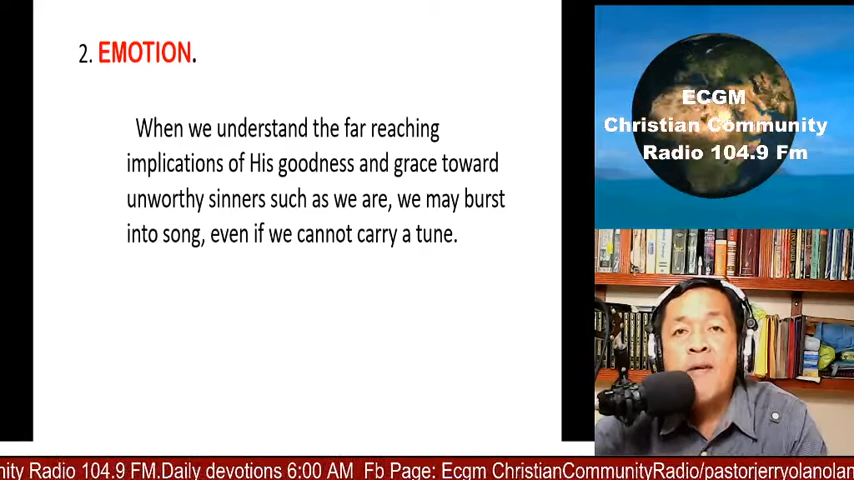 2. EMOTION.
When we understand the far reaching
implications of His goodness and grace toward
unworthy sinners such as we are, we may burst
into song, even if we cannot carry a tune.
ECGM
Christian Community
Radio 104.9 Fm
nity Radio 104.9 FM.Daily devotions 6:00 AM Fb Page: Ecgm ChristianCommunityRadio/pastorjerryolanolan